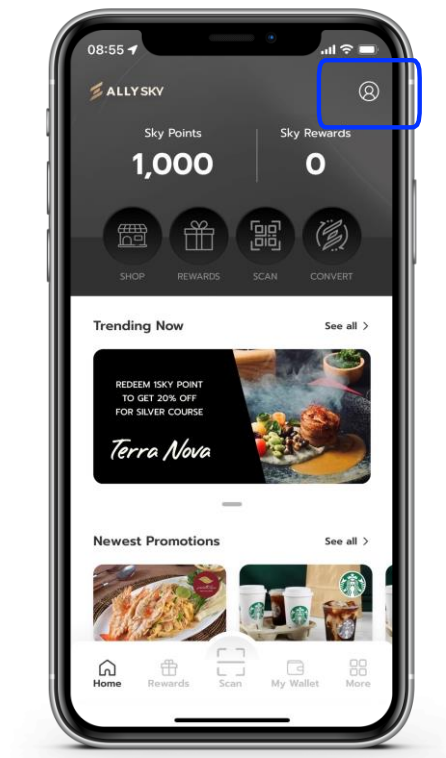 08:55
ALLY SKY
Sky Points
Sky Rewards
1,000
0
SHOP
REWARDS
SCAN
CONVERT
Trending Now
See all >
REDEEM 1SKY POINT
TO GET 20% OFF
FOR SILVER COURSE
Terra Nova
Newest Promotions
See all >
Home
Rewards
Scan
My Wallet
More